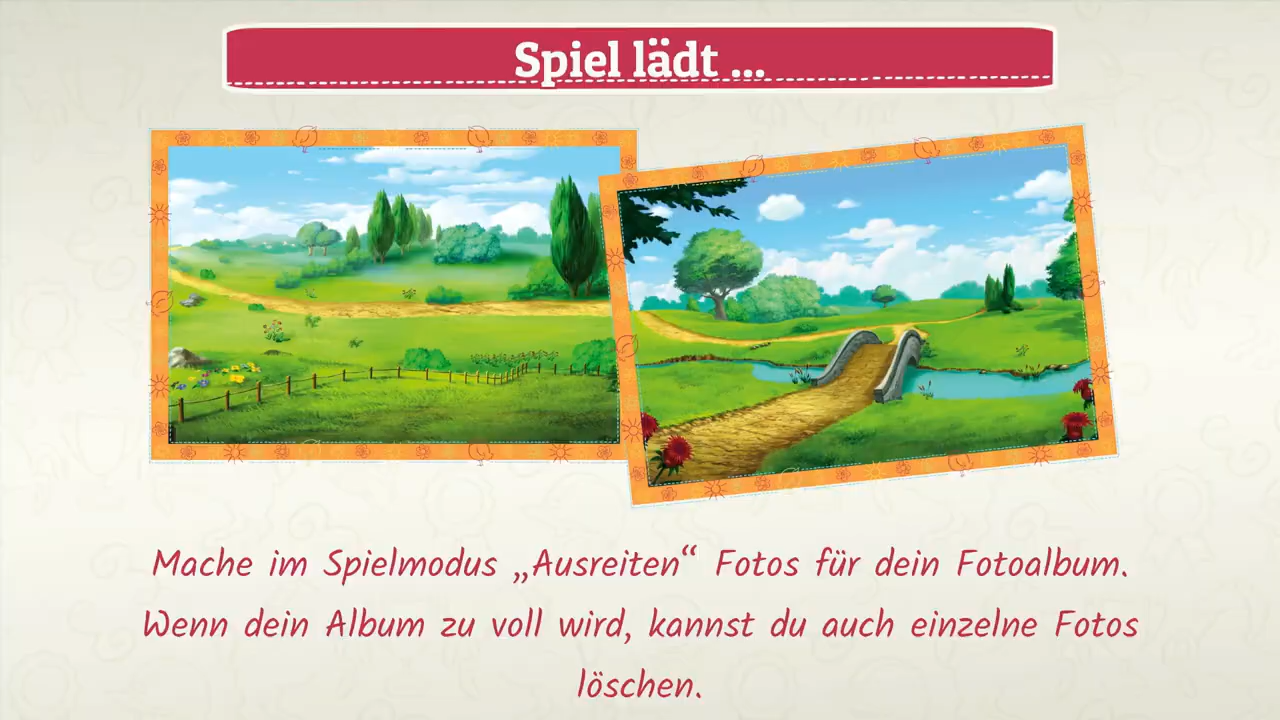 Spiel lädt ...
Mache im Spielmodus „Ausreiten“ Fotos für dein Fotoalbum.
Wenn dein Album zu voll wird, kannst du auch einzelne Fotos
löschen.